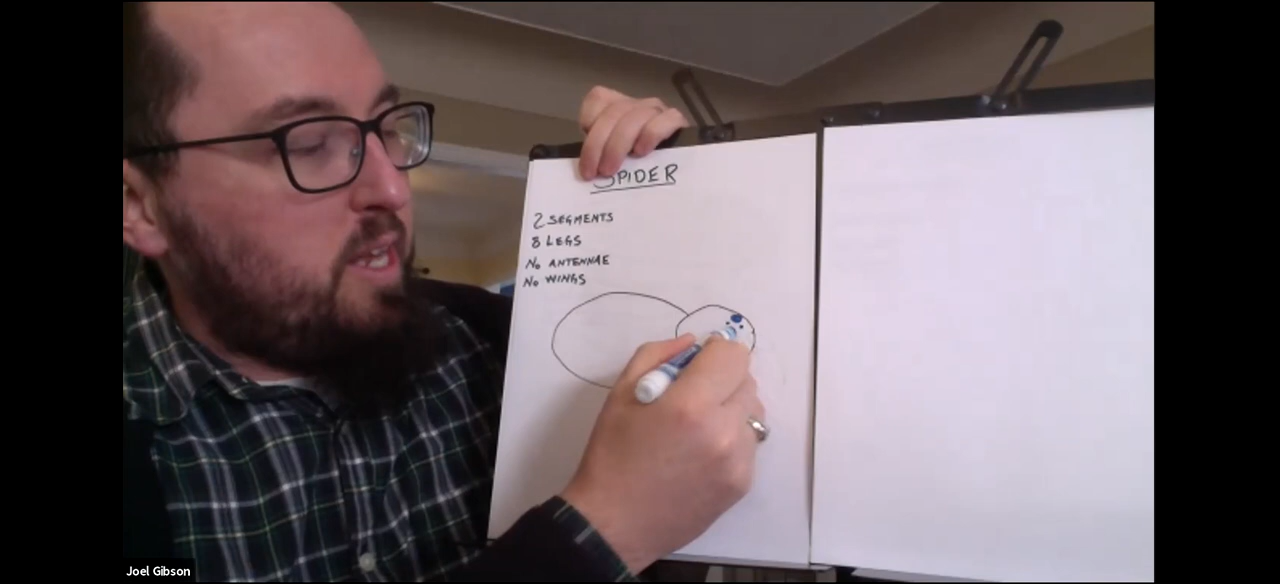 SPIDER
2 SEGMENTS
8 LEGS
No ANTENNAE
No WINGS
Joel Gibson